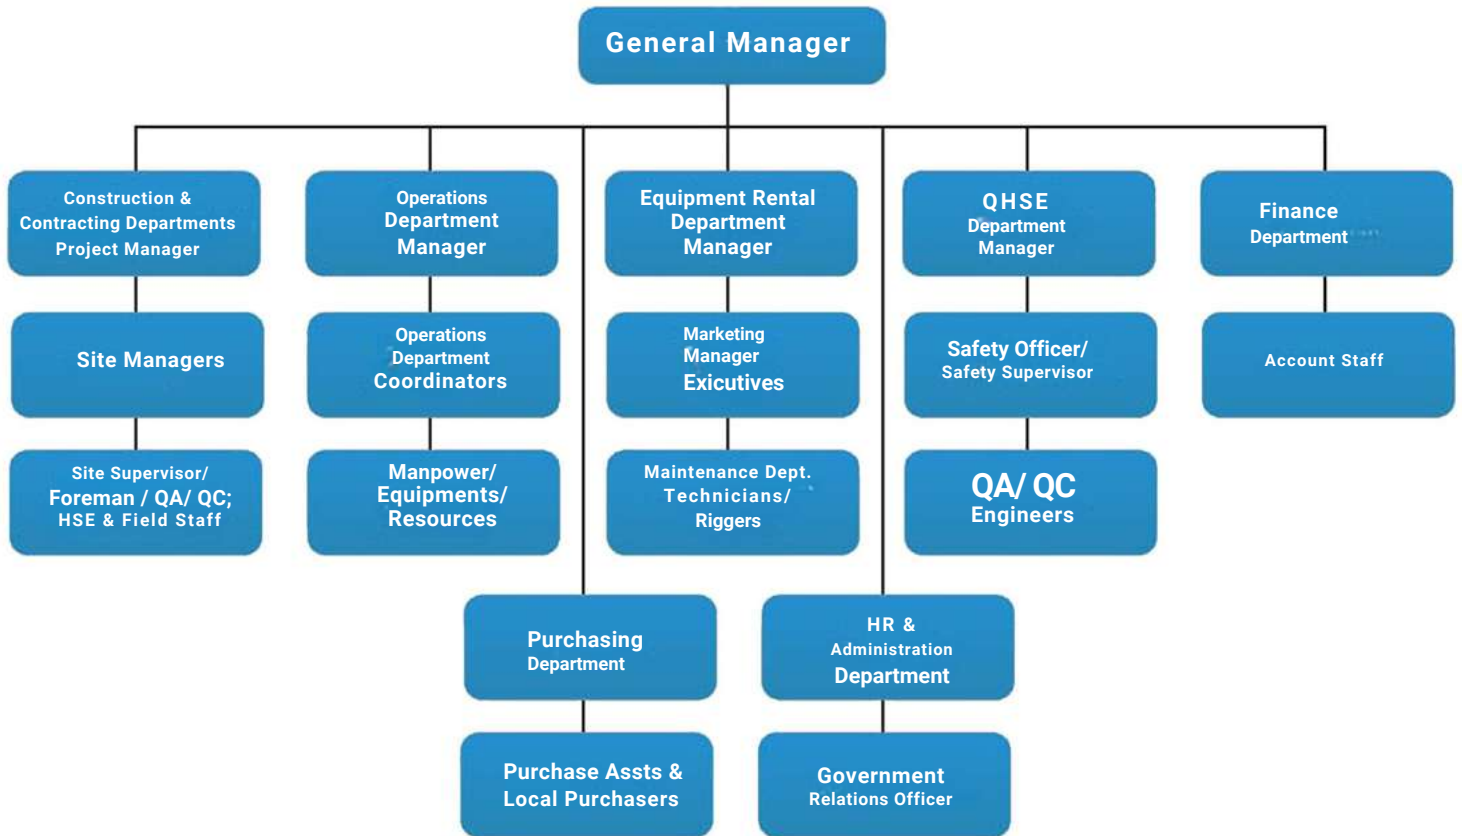 General Manager
Construction &
Contracting Departments
Project Manager
Operations
Department
Manager
Equipment Rental
Department
Manager
QHSE
Department
Manager
Finance
Department
Site Managers
Operations
Department
Coordinators
Marketing
Manager
Exicutives
Safety Officer/
Safety Supervisor
Account Staff
Site Supervisor/
Foreman / QA/ QC;
HSE & Field Staff
Manpower/
Equipments/
Resources
Maintenance Dept.
Technicians/
Riggers
QA/ QC
Engineers
Purchasing
Department
HR &
Administration
Department
Purchase Assts &
Local Purchasers
Government
Relations Officer